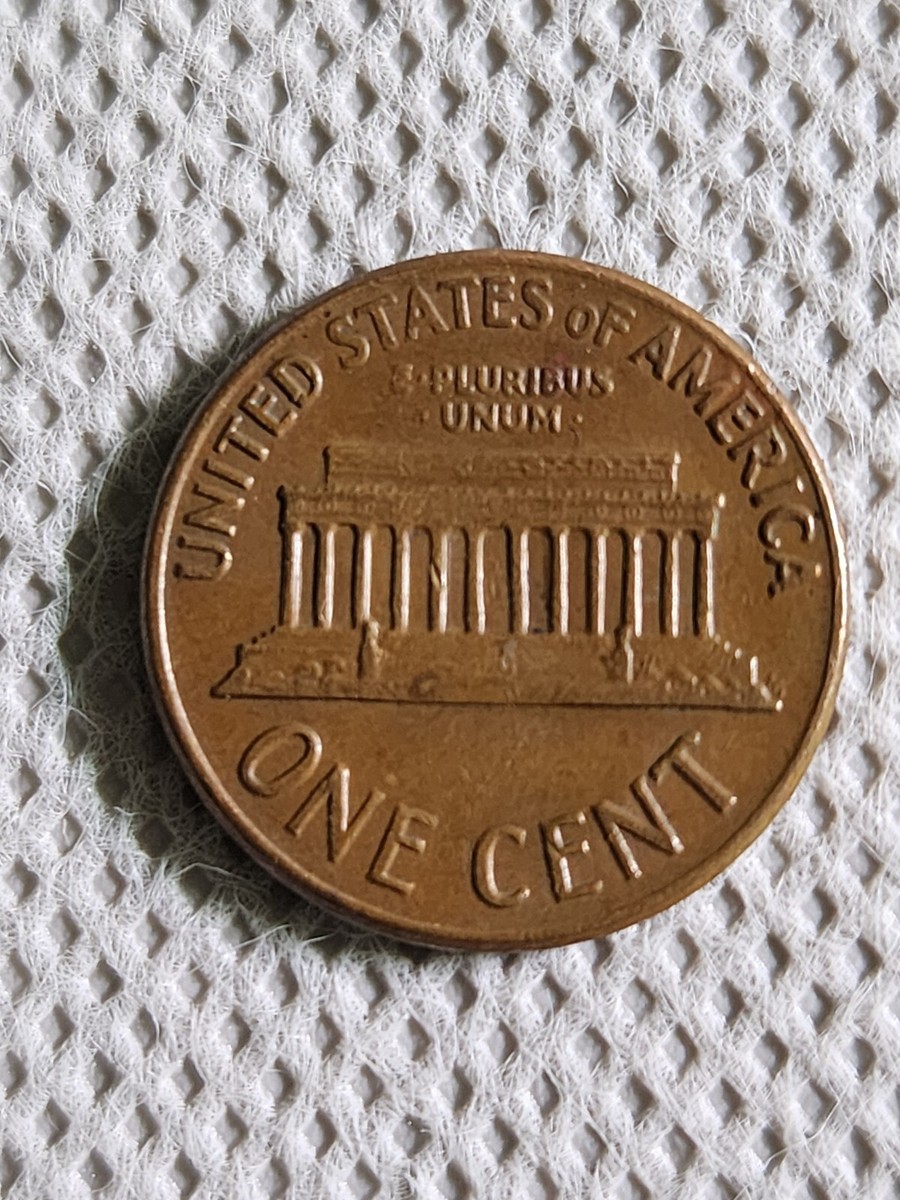 UNITED STATES OF AMERICA
E·PLURIBUS
·UNUM·
ONE CENT